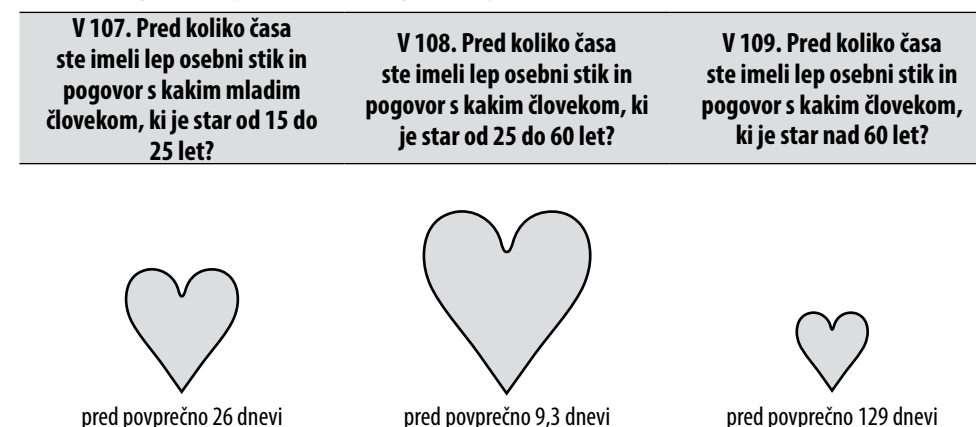 V 107. Pred koliko časa
ste imeli lep osebni stik in
pogovor s kakim mladim
človekom, ki je star od 15 do
25 let?
V 108. Pred koliko časa
ste imeli lep osebni stik in
pogovor s kakim človekom, ki
je star od 25 do 60 let?
V 109. Pred koliko časa
ste imeli lep osebni stik in
pogovor s kakim človekom,
ki je star nad 60 let?
pred povprečno 26 dnevi
pred povprečno 9,3 dnevi
pred povprečno 129 dnevi